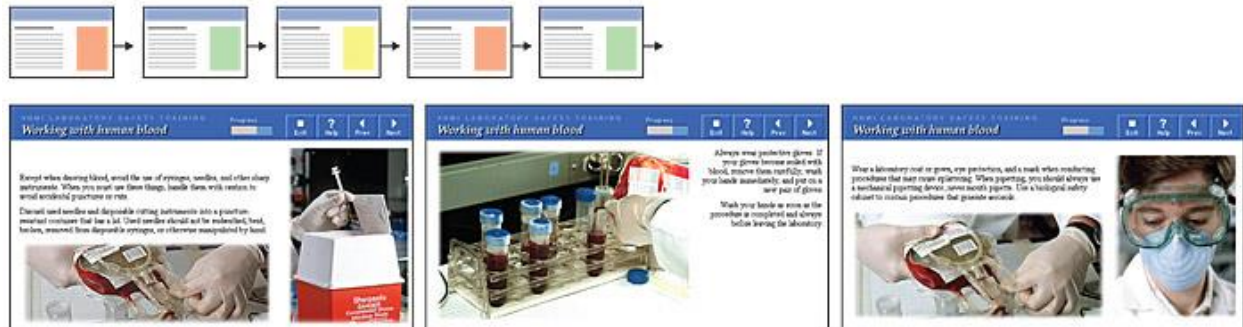 HHMI LABORATORY SAFETY TRAINING
Working with human blood
Progress
Exit
Help
Prev
Next
Except when drawing blood, avoid the use of syringes, needles, and other sharp
instruments. When you must use these things, handle them with caution to
avoid accidental puncture or cuts.
Discard used needles and disposable cutting instruments into a puncture-
resistant container that has a lid. Used needles should not be resheathed, bent,
broken, removed from disposable syringes, or otherwise manipulated by hand.
HHMI LABORATORY SAFETY TRAINING
Working with human blood
Progress
Exit
Help
Prev
Next
Always wear protective gloves. If
your gloves become soiled with
blood, remove them carefully, wash
your hands immediately, and put on a
new pair of gloves
Wash your hands as soon as the
procedure is completed and always
before leaving the laboratory
HHMI LABORATORY SAFETY TRAINING
Working with human blood
Progress
Exit
Help
Prev
Next
Wear a laboratory coat or gown, eye protection, and a mask when conducting
procedures that may cause splattering. When pipetting, you should always use
a mechanical pipetting device, never mouth pipette. Use a biological safety
cabinet to contain procedures that generate aerosols.